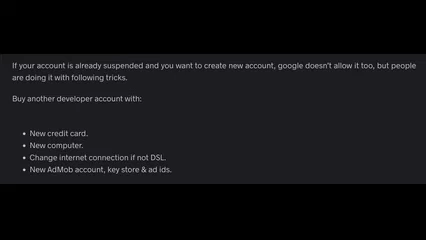 If your account is already suspended and you want to create new account, google doesn't allow it too, but people
are doing it with following tricks.
Buy another developer account with:
• New credit card.
• New computer.
• Change internet connection if not DSL.
• New AdMob account, key store & ad ids.